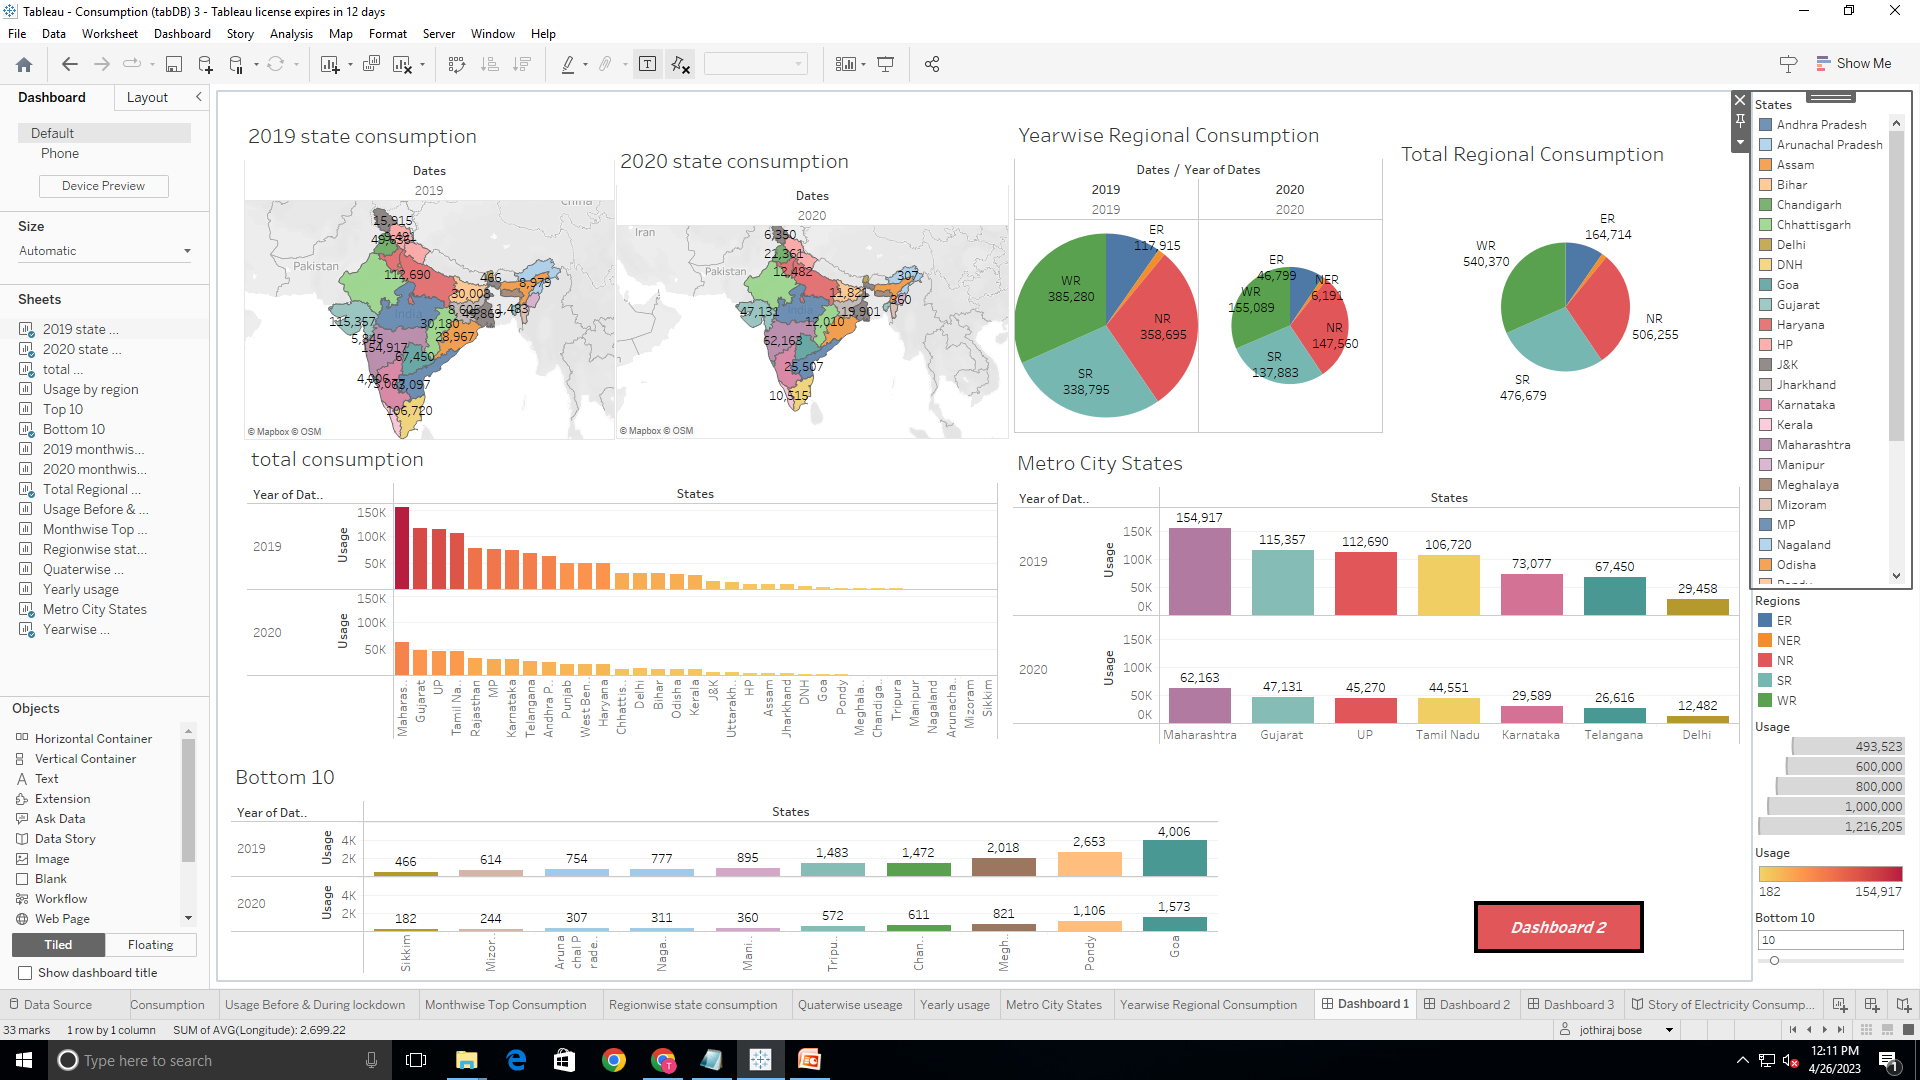 Tableau - Consumption (tabDB) 3 - Tableau license expires in 12 days
File Data Worksheet Dashboard Story Analysis Map Format Server Window Help
Show Me
Dashboard Layout
Default
Phone
Device Preview
Size
Automatic
Sheets
2019 state ...
2020 state ...
total ...
Usage by region
Top 10
Bottom 10
2019 monthwis...
2020 monthwis...
Total Regional ...
Usage Before & ...
Monthwise Top ...
Regionwise stat...
Quaterwise ...
Yearly usage
Metro City States
Yearwise ...
Objects
Horizontal Container
Vertical Container
Text
Extension
Ask Data
Data Story
Image
Blank
Workflow
Web Page
Tiled Floating
Show dashboard title
2019 state consumption
Dates
2019
China
Pakistan
India
15,915
9,491
49,636
112,690
466
8,979
30,008
115,357
30,180
1,483
5,845
28,967
154,917
67,450
4,006
73,077
63,097
106,720
© Mapbox © OSM
2020 state consumption
Dates
2020
Iran
Pakistan
India
6,350
21,361
12,482
307
11,821
360
47,131
12,010
19,901
62,163
25,507
10,515
© Mapbox © OSM
Yearwise Regional Consumption
Dates / Year of Dates
2019 2020
2019 2020
ER
117,915
WR
385,280
NR
358,695
SR
338,795
ER
46,799
NER
6,191
WR
155,089
NR
147,560
SR
137,883
Total Regional Consumption
ER
164,714
WR
540,370
NR
506,255
SR
476,679
total consumption
Year of Dat..
States
2019
Usage
150K
100K
50K
2020
Usage
150K
100K
50K
Maharas..
Gujarat
UP
Tamil Na..
Rajasthan
MP
Karnataka
Telangana
Andhra P..
Punjab
West Ben..
Haryana
Chhattis..
Delhi
Bihar
Odisha
Kerala
J&K
Uttarakh..
HP
Assam
Jharkhand
DNH
Goa
Pondy
Meghala..
Chandiga..
Tripura
Manipur
Nagaland
Arunacha..
Mizoram
Sikkim
Metro City States
Year of Dat..
States
2019
Usage
150K
100K
50K
0K
154,917 115,357 112,690 106,720 73,077 67,450 29,458
2020
Usage
150K
100K
50K
0K
62,163 47,131 45,270 44,551 29,589 26,616 12,482
Maharashtra Gujarat UP Tamil Nadu Karnataka Telangana Delhi
Bottom 10
Year of Dat..
States
2019
Usage
4K
2K
466 614 754 777 895 1,483 1,472 2,018 2,653 4,006
2020
Usage
4K
2K
182 244 307 311 360 572 611 821 1,106 1,573
Sikkim
Mizor..
Aruna
chal P
rade..
Naga..
Mani..
Tripu..
Chan..
Megh..
Pondy
Goa
Dashboard 2
States
Andhra Pradesh
Arunachal Pradesh
Assam
Bihar
Chandigarh
Chhattisgarh
Delhi
DNH
Goa
Gujarat
Haryana
HP
J&K
Jharkhand
Karnataka
Kerala
Maharashtra
Manipur
Meghalaya
Mizoram
MP
Nagaland
Odisha
Pondy
Regions
ER
NER
NR
SR
WR
Usage
493,523
600,000
800,000
1,000,000
1,216,205
Usage
182 154,917
Bottom 10
10
Data Source Consumption Usage Before & During lockdown Monthwise Top Consumption Regionwise state consumption Quaterwise useage Yearly usage Metro City States Yearwise Regional Consumption Dashboard 1 Dashboard 2 Dashboard 3 Story of Electricity Consump...
33 marks 1 row by 1 column SUM of AVG(Longitude): 2,699.22 jothiraj bose
Type here to search
12:11 PM
4/26/2023
1